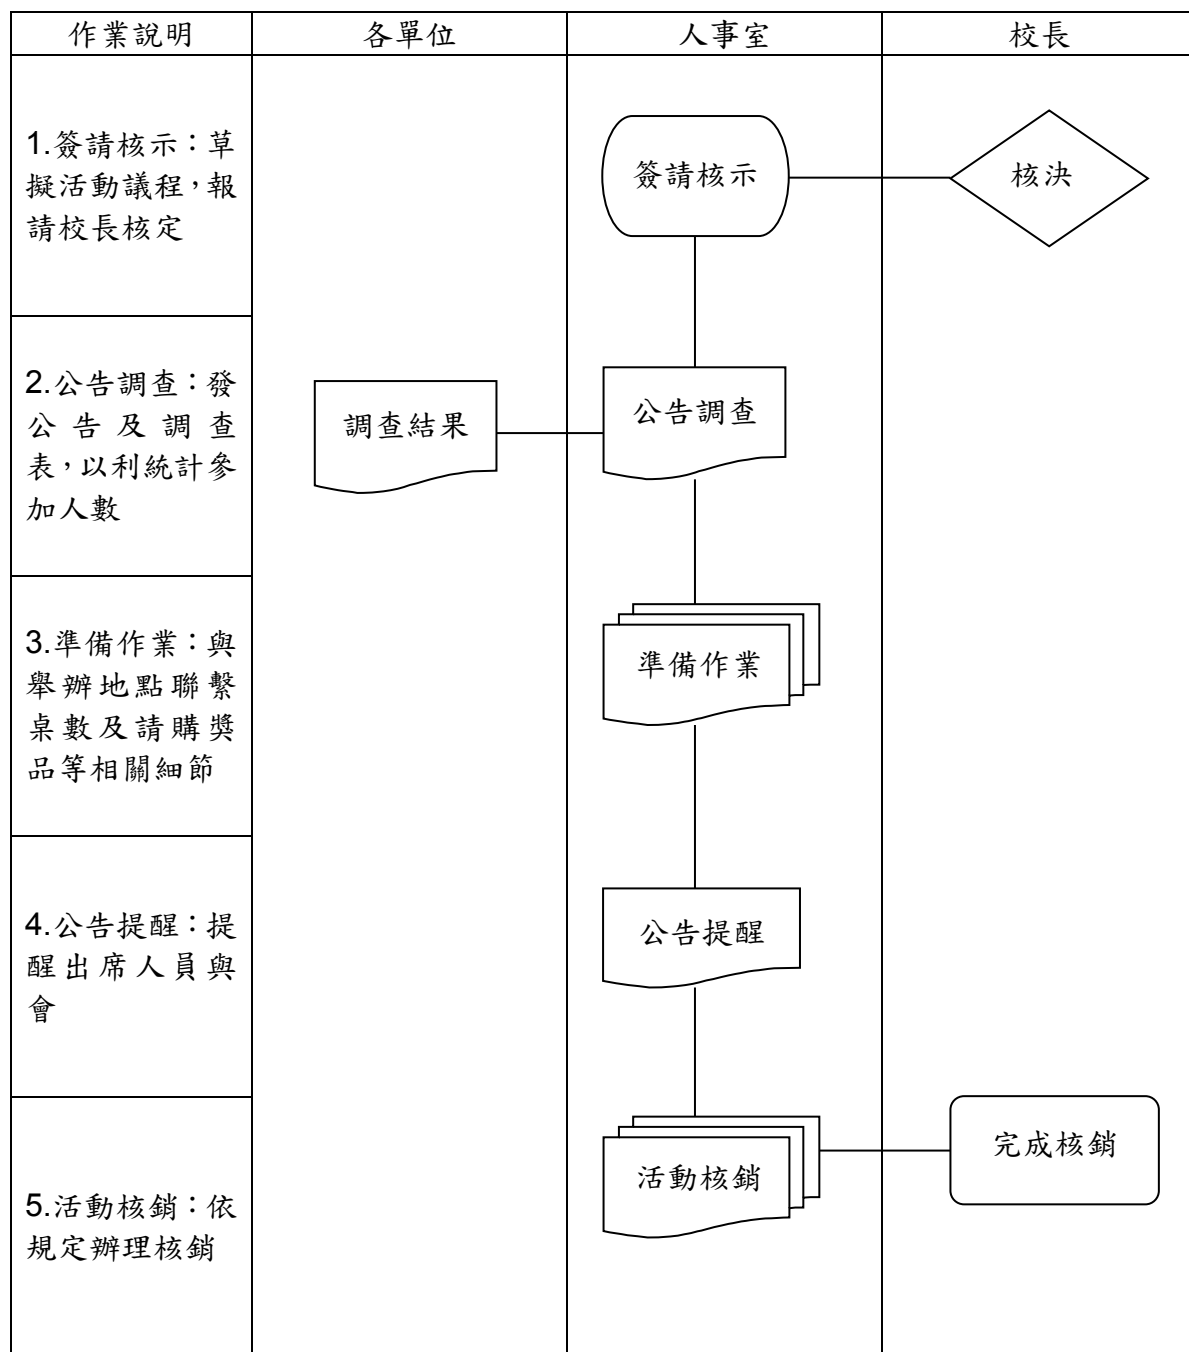 作業說明 各單位 人事室 校長
1.簽請核示：草
擬活動議程，報
請校長核定
簽請核示
核決
2.公告調查：發
公告及調查
表，以利統計參
加人數
調查結果
公告調查
3.準備作業：與
舉辦地點聯繫
桌數及請購獎
品等相關細節
準備作業
4.公告提醒：提
醒出席人員與
會
公告提醒
5.活動核銷：依
規定辦理核銷
活動核銷
完成核銷